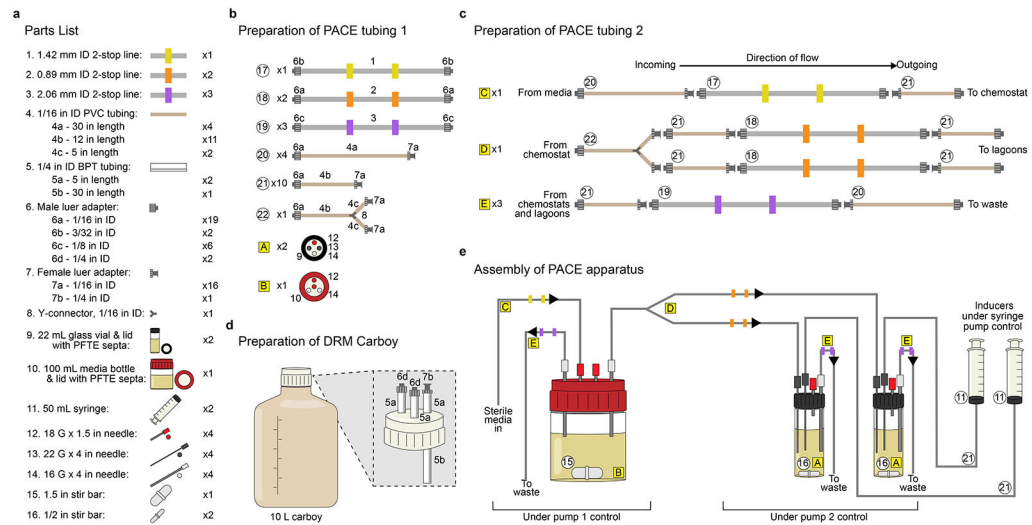 a
Parts List
1. 1.42 mm ID 2-stop line: x1
2. 0.89 mm ID 2-stop line: x2
3. 2.06 mm ID 2-stop line: x3
4. 1/16 in ID PVC tubing:
4a - 30 in length x4
4b - 12 in length x11
4c - 5 in length x2
5. 1/4 in ID BPT tubing:
5a - 5 in length x2
5b - 30 in length x1
6. Male luer adapter:
6a - 1/16 in ID x19
6b - 3/32 in ID x2
6c - 1/8 in ID x6
6d - 1/4 in ID x2
7. Female luer adapter:
7a - 1/16 in ID x16
7b - 1/4 in ID x1
8. Y-connector, 1/16 in ID: x1
9. 22 mL glass vial & lid
with PFTE septa: x2
10. 100 mL media bottle
& lid with PFTE septa: x1
11. 50 mL syringe: x2
12. 18 G x 1.5 in needle: x4
13. 22 G x 4 in needle: x4
14. 16 G x 4 in needle: x4
15. 1.5 in stir bar: x1
16. 1/2 in stir bar: x2
b
Preparation of PACE tubing 1
6b 1 6b
17 x1
6a 2 6a
18 x2
6c 3 6c
19 x3
6a 4a 7a
20 x4
6a 4b 7a
21 x10
6a 4b 4c 7a
22 x1 8
4c 7a
A x2 12
13
9 14
B x1 12
10 14
c
Preparation of PACE tubing 2
Direction of flow
Incoming Outgoing
20 17 21
C x1 From media To chemostat
21 18 21
22
D x1 From
chemostat To lagoons
21 18 21
21 19 20
E x3 From
chemostats
and lagoons To waste
d
Preparation of DRM Carboy
6d 7b
6d
5a 5a
5a
5b
10 L carboy
e
Assembly of PACE apparatus
C
D
E
E
E
Inducers
under syringe
pump control
11 11
Sterile
media
in
15
B
16 A
16 A
21
21
To
waste
To
waste
To
waste
Under pump 1 control
Under pump 2 control